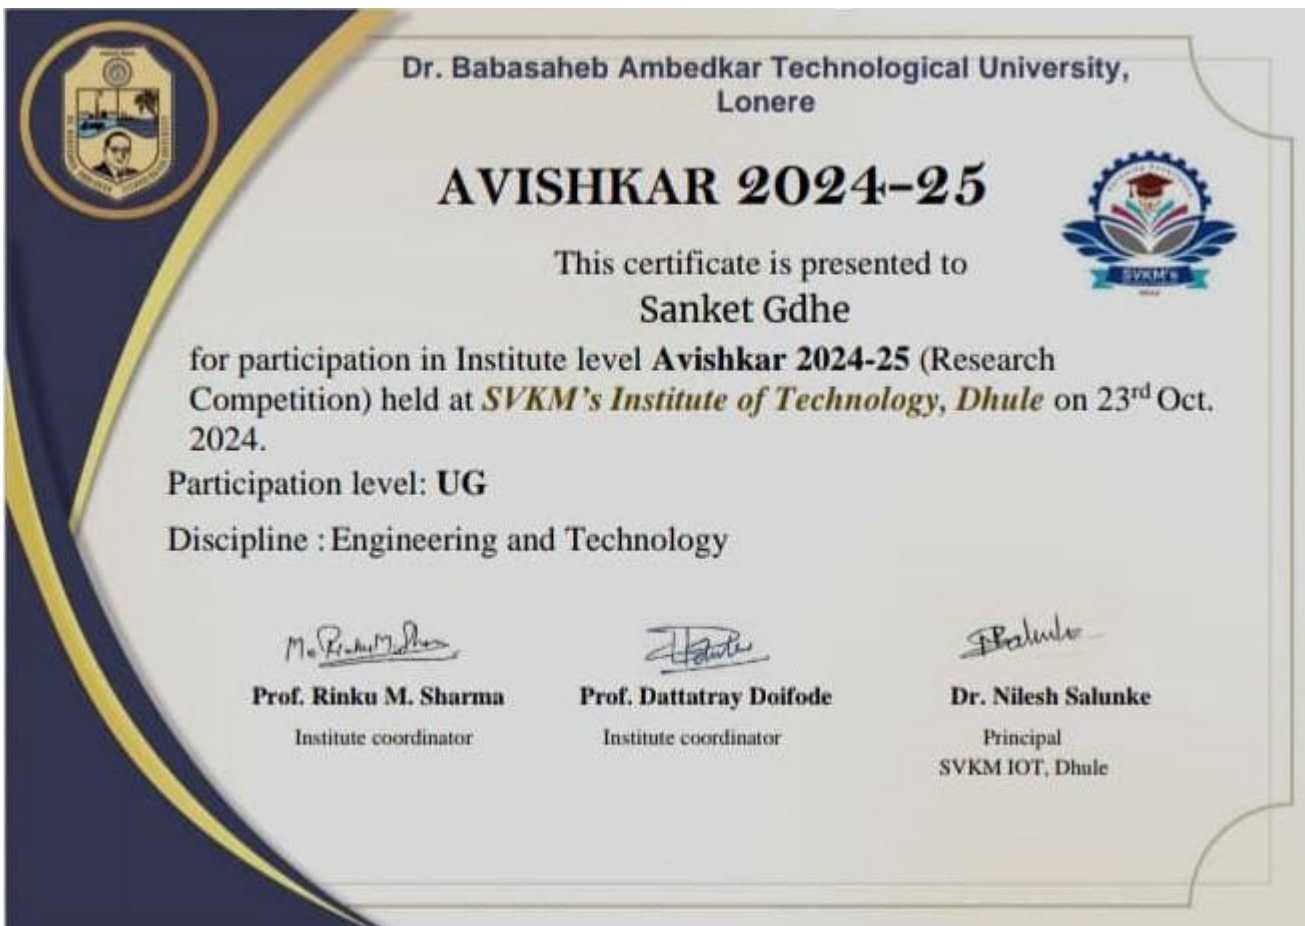 Dr. Babasaheb Ambedkar Technological University,
Lonere
AVISHKAR 2024-25
SVKM's
This certificate is presented to
Sanket Gdhe
for participation in Institute level Avishkar 2024-25 (Research
Competition) held at SVKM's Institute of Technology, Dhule on 23rd Oct.
2024.
Participation level: UG
Discipline : Engineering and Technology
Prof. Rinku M. Sharma
Prof. Dattatray Doifode
Dr. Nilesh Salunke
Institute coordinator
Institute coordinator
Principal
SVKM IOT, Dhule